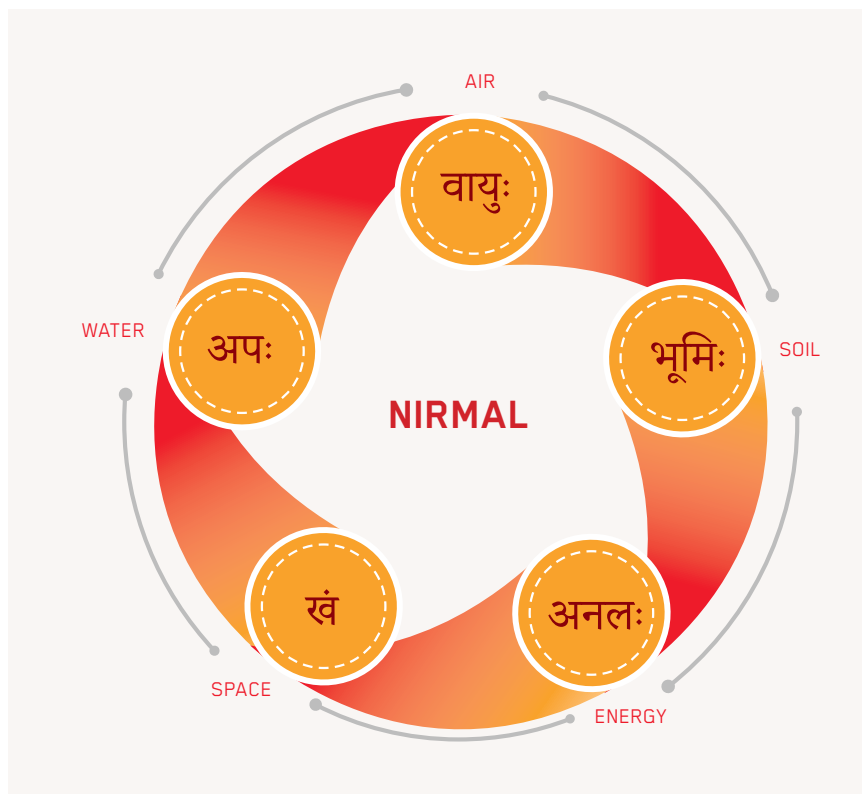 AIR
वायुः
WATER
अपः
भूमिः
SOIL
NIRMAL
खं
अनलः
SPACE
ENERGY